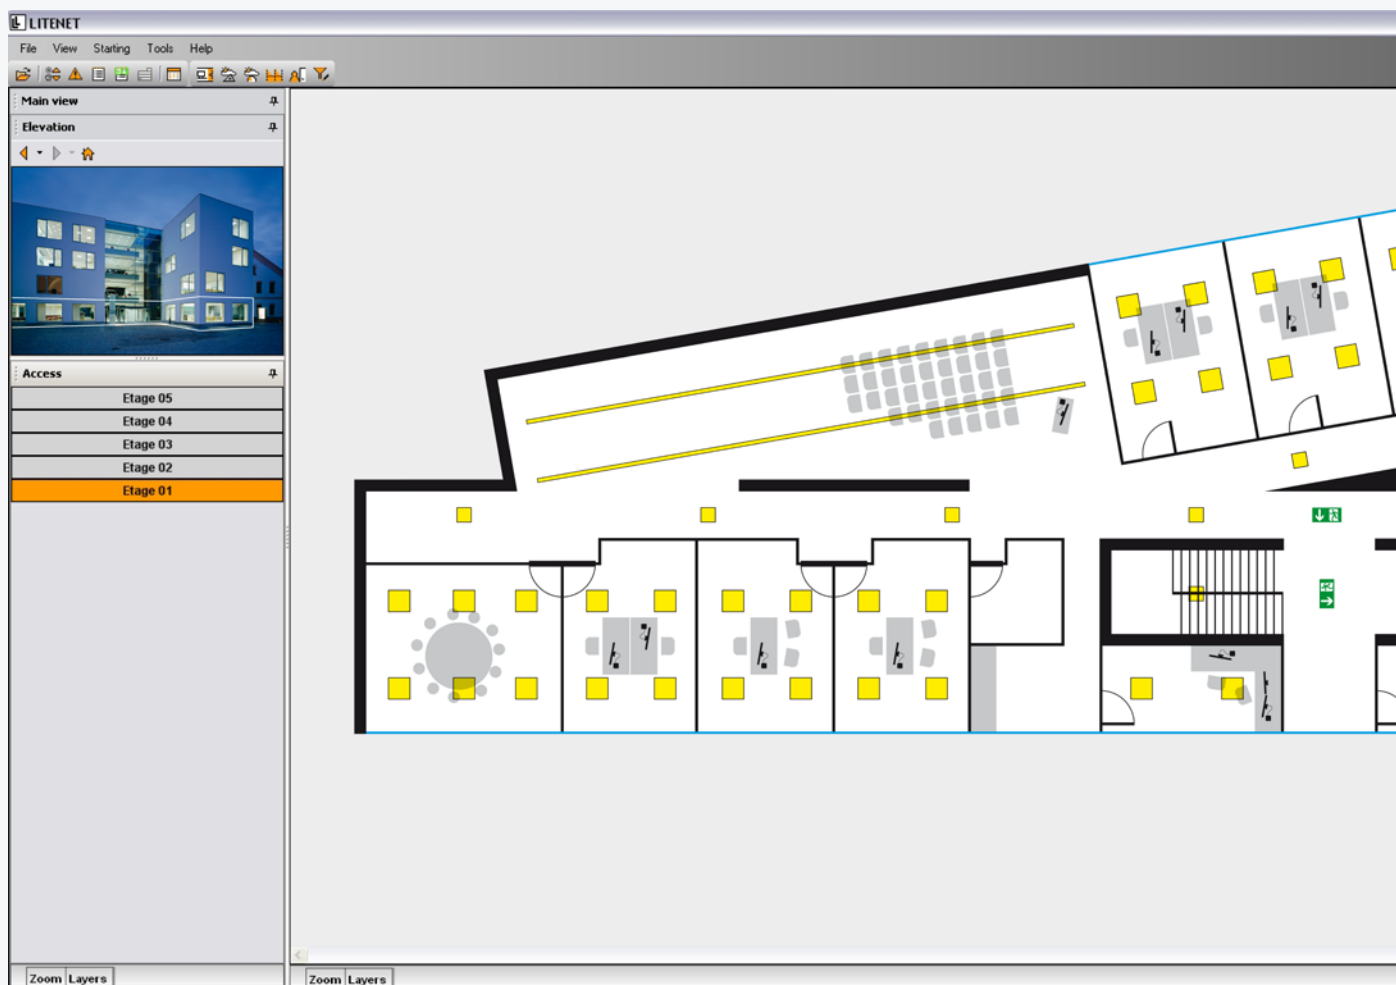 LITENET
File View Starting Tools Help
Main view
Elevation
Access
Etage 05
Etage 04
Etage 03
Etage 02
Etage 01
Zoom Layers
Zoom Layers